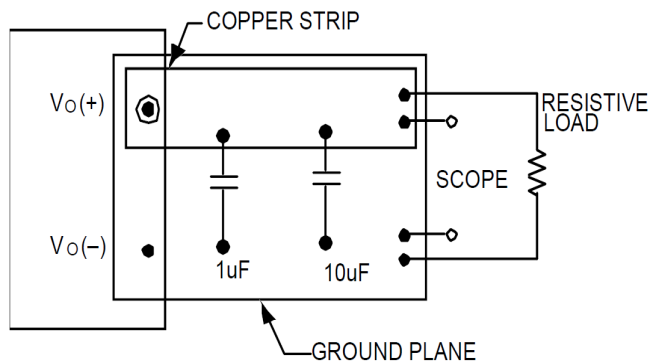 COPPER STRIP
VO(+)
RESISTIVE
LOAD
SCOPE
VO(–)
1uF
10uF
GROUND PLANE